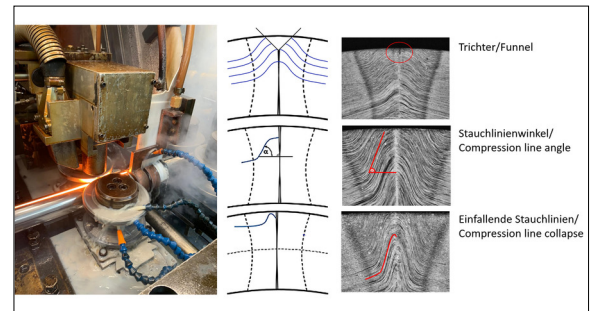 Trichter/Funnel
α
Stauchlinienwinkel/
Compression line angle
Einfallende Stauchlinien/
Compression line collapse